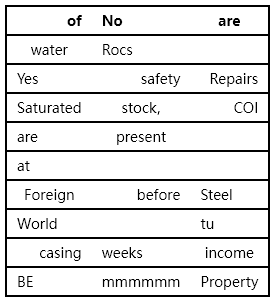 of No are
water Rocs
Yes safety Repairs
Saturated stock, COI
are present
at
Foreign before Steel
World tu
casing weeks income
BE mmmmmm Property